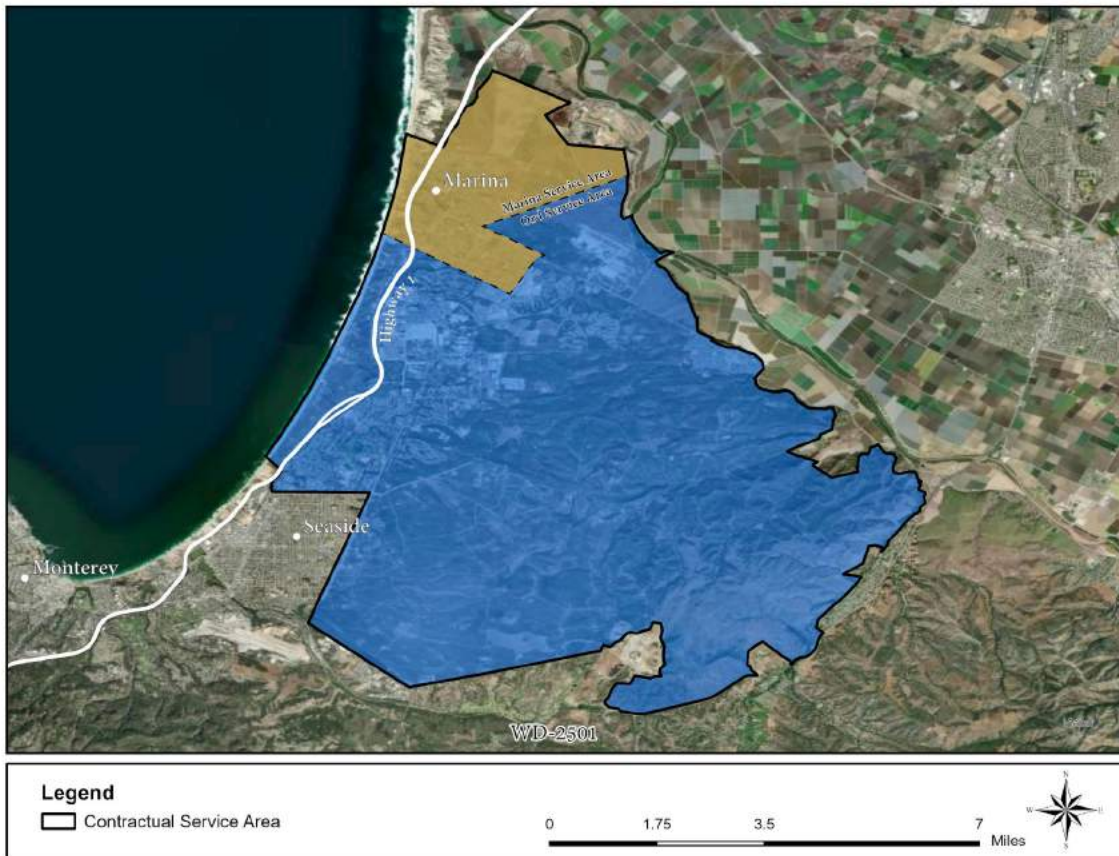 Marina
Marina Service Area
Ord Service Area
Highway 1
Seaside
Monterey
WD-2501
Legend
Contractual Service Area
0 1.75 3.5 7
Miles
N
W E
S